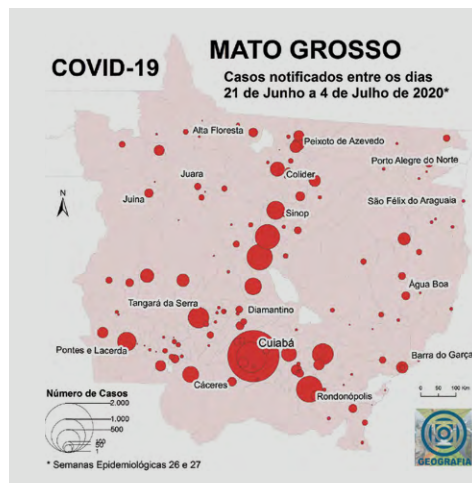 COVID-19
MATO GROSSO
Casos notificados entre os dias
21 de Junho a 4 de Julho de 2020*
Alta Floresta
Peixoto de Azevedo
Porto Alegre do Norte
Juara
Colíder
Juína
São Félix do Araguaia
N
Sinop
Água Boa
Tangará da Serra
Diamantino
Cuiabá
Pontes e Lacerda
Barra do Garça
Cáceres
Rondonópolis
Número de Casos
2.000
1.000
500
50
1
0 50 100 Km
GEOGRAFIA
* Semanas Epidemiológicas 26 e 27